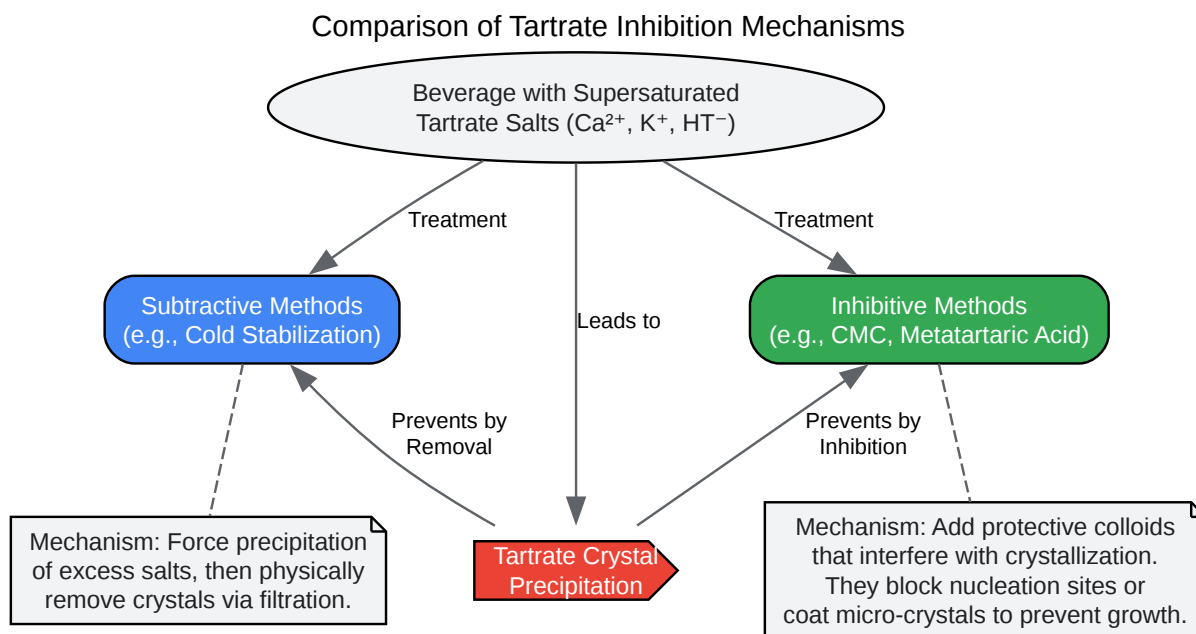 Comparison of Tartrate Inhibition Mechanisms
Beverage with Supersaturated
Tartrate Salts (Ca²⁺, K⁺, HT⁻)
Treatment
Treatment
Subtractive Methods
(e.g., Cold Stabilization)
Inhibitive Methods
(e.g., CMC, Metatartaric Acid)
Leads to
Prevents by
Removal
Prevents by
Inhibition
Mechanism: Force precipitation
of excess salts, then physically
remove crystals via filtration.
Tartrate Crystal
Precipitation
Mechanism: Add protective colloids
that interfere with crystallization.
They block nucleation sites or
coat micro-crystals to prevent growth.